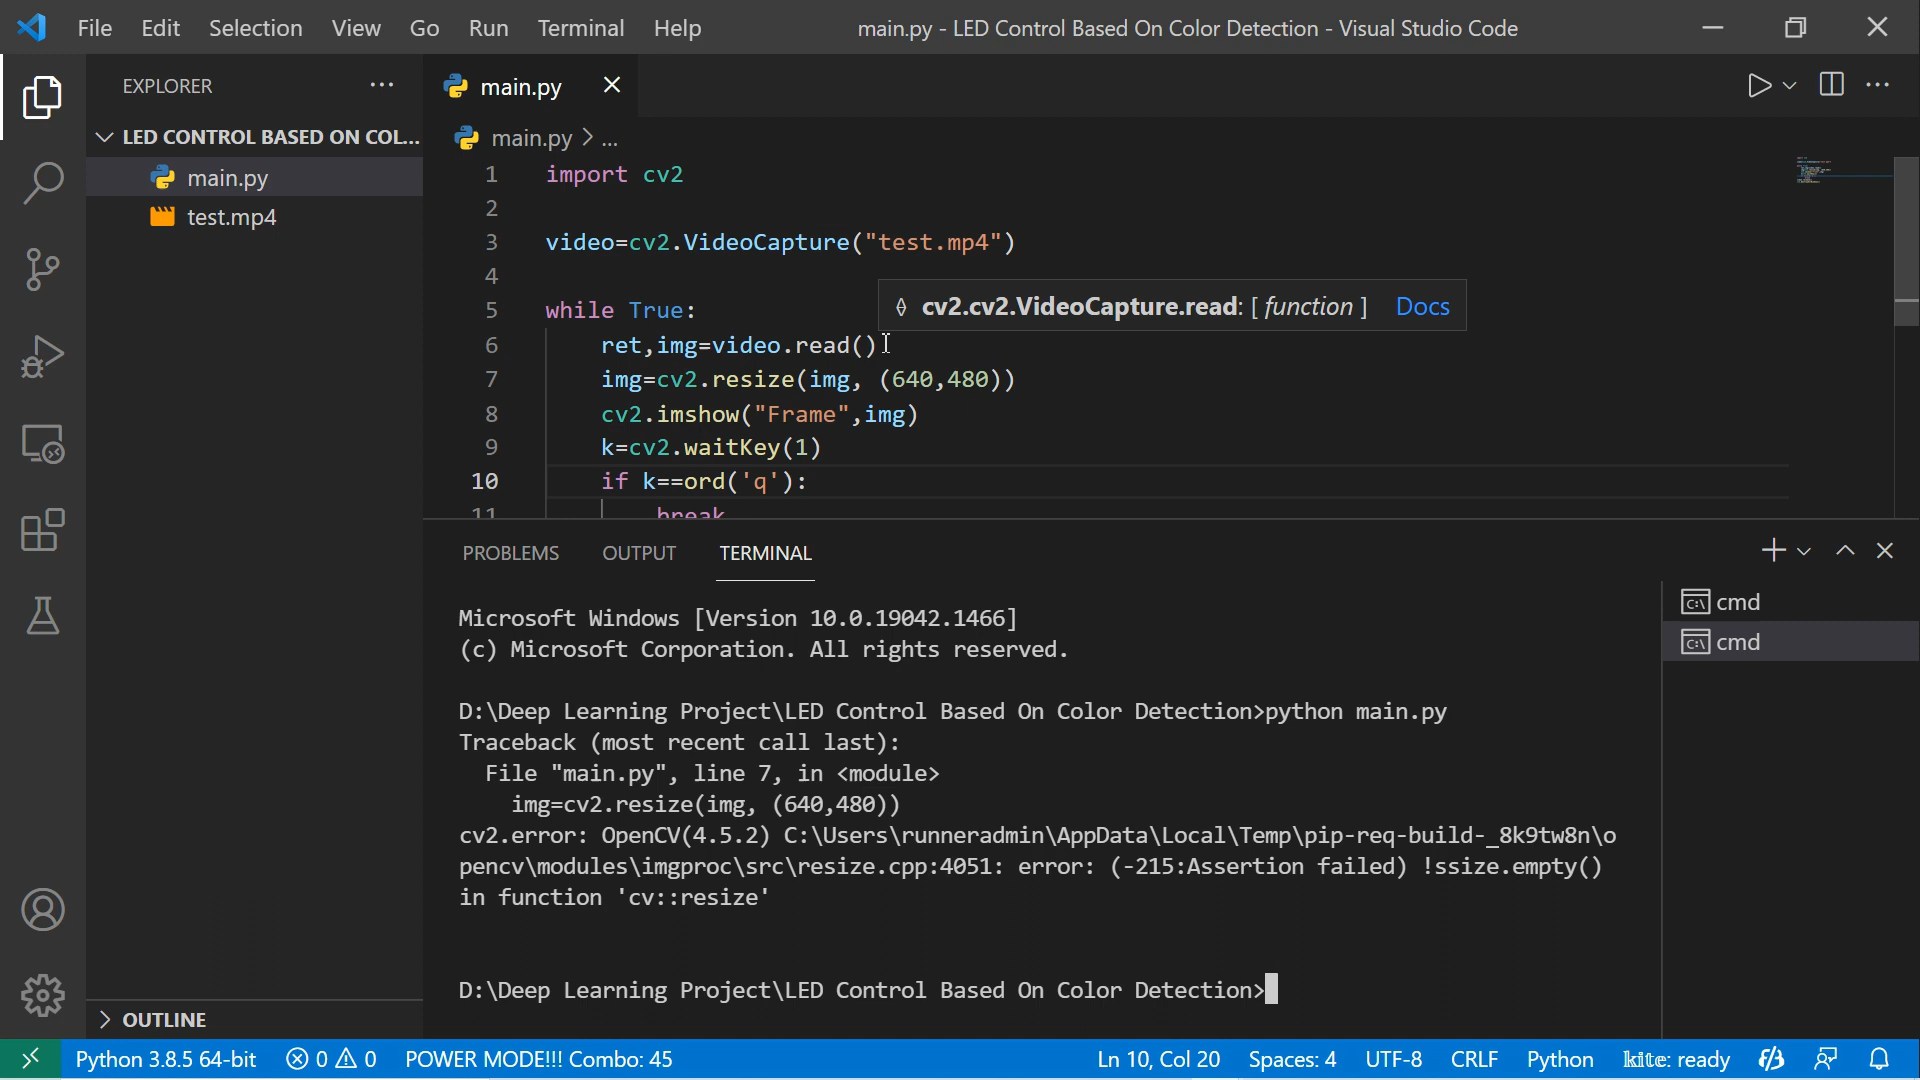 File Edit Selection View Go Run Terminal Help
main.py - LED Control Based On Color Detection - Visual Studio Code
EXPLORER
LED CONTROL BASED ON COL...
main.py
test.mp4
OUTLINE
main.py
main.py > ...
1 import cv2
2
3 video=cv2.VideoCapture("test.mp4")
4
5 while True:
cv2.cv2.VideoCapture.read: [ function ] Docs
6 ret,img=video.read()
7 img=cv2.resize(img, (640,480))
8 cv2.imshow("Frame",img)
9 k=cv2.waitKey(1)
10 if k==ord('q'):
11 break
PROBLEMS OUTPUT TERMINAL
cmd
cmd
Microsoft Windows [Version 10.0.19042.1466]
(c) Microsoft Corporation. All rights reserved.
D:\Deep Learning Project\LED Control Based On Color Detection>python main.py
Traceback (most recent call last):
File "main.py", line 7, in <module>
img=cv2.resize(img, (640,480))
cv2.error: OpenCV(4.5.2) C:\Users\runneradmin\AppData\Local\Temp\pip-req-build-_8k9tw8n\o
pencv\modules\imgproc\src\resize.cpp:4051: error: (-215:Assertion failed) !ssize.empty()
in function 'cv::resize'
D:\Deep Learning Project\LED Control Based On Color Detection>
Python 3.8.5 64-bit 0 0 POWER MODE!!! Combo: 45 Ln 10, Col 20 Spaces: 4 UTF-8 CRLF Python kite: ready